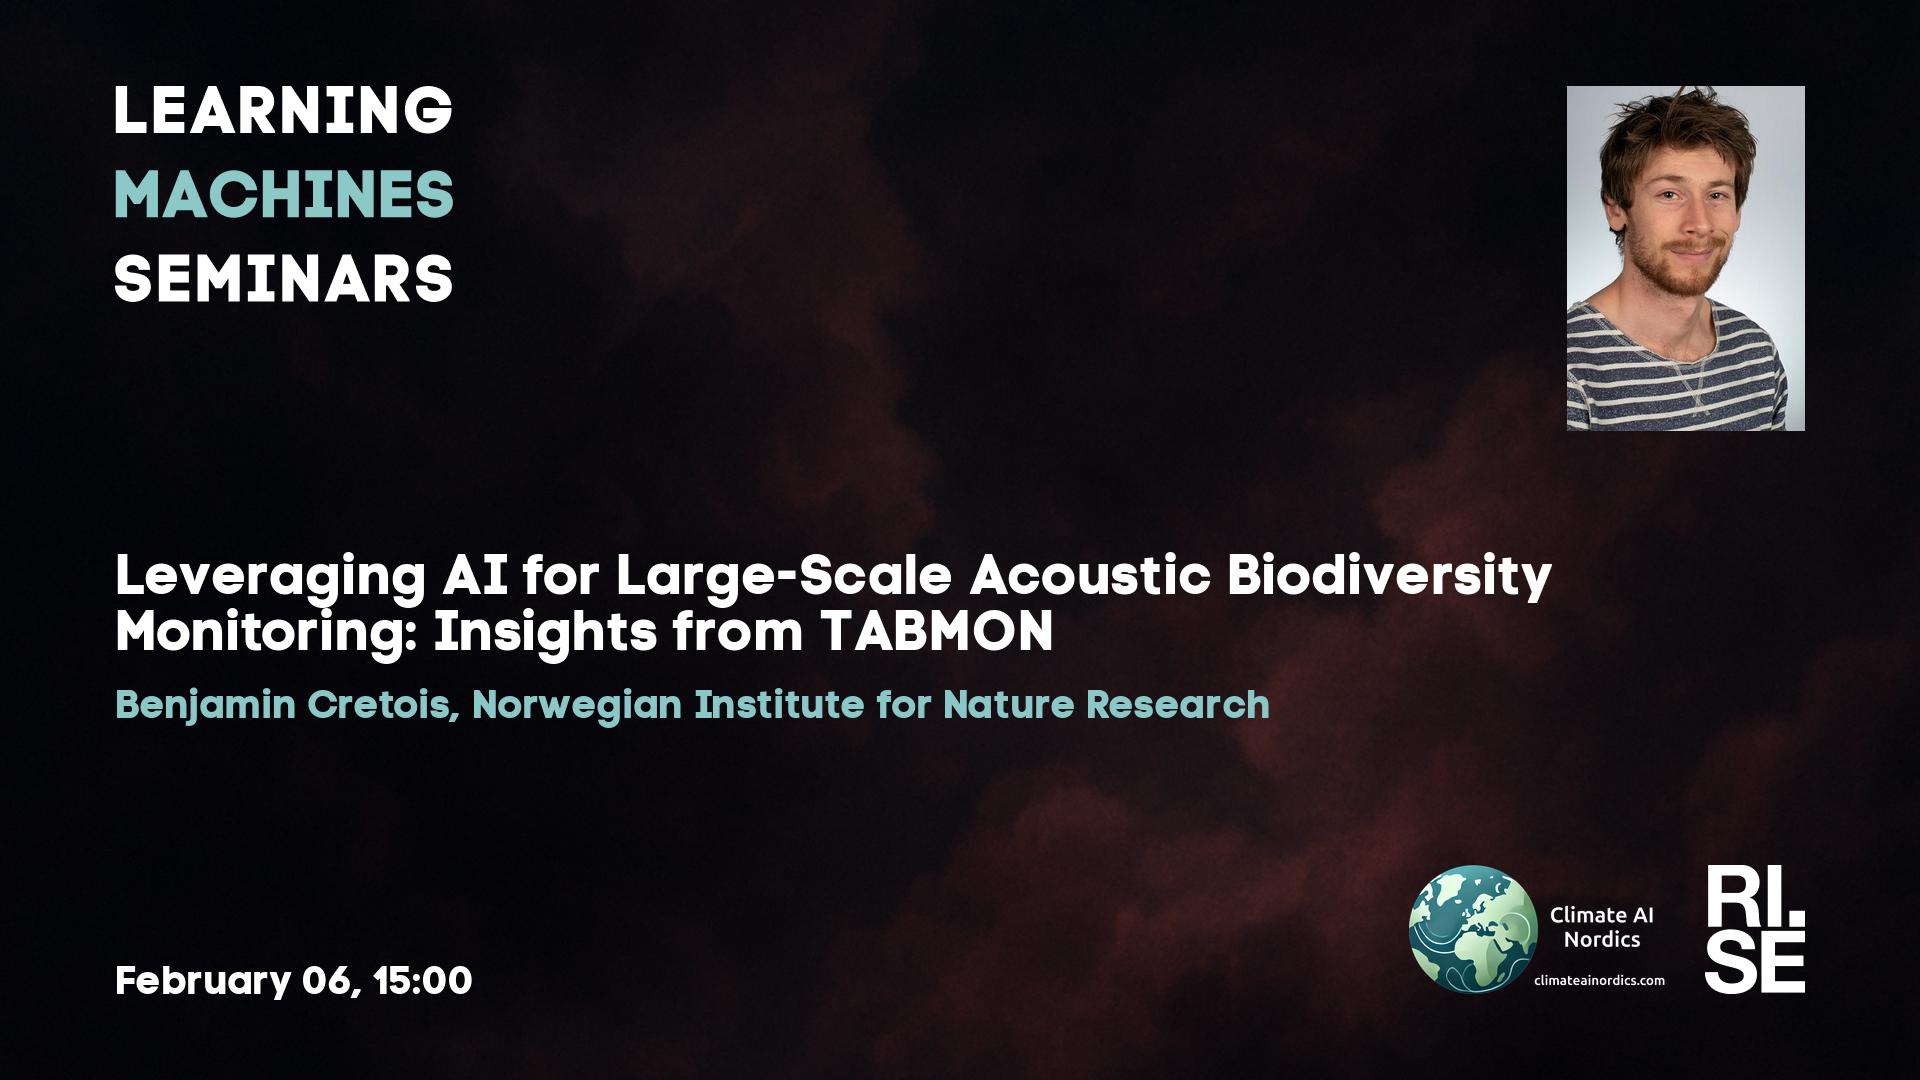 LEARNING
MACHINES
SEMINARS
Leveraging AI for Large-Scale Acoustic Biodiversity
Monitoring: Insights from TABMON
Benjamin Cretois, Norwegian Institute for Nature Research
February 06, 15:00
Climate AI
Nordics
climateainordics.com
RI.
SE